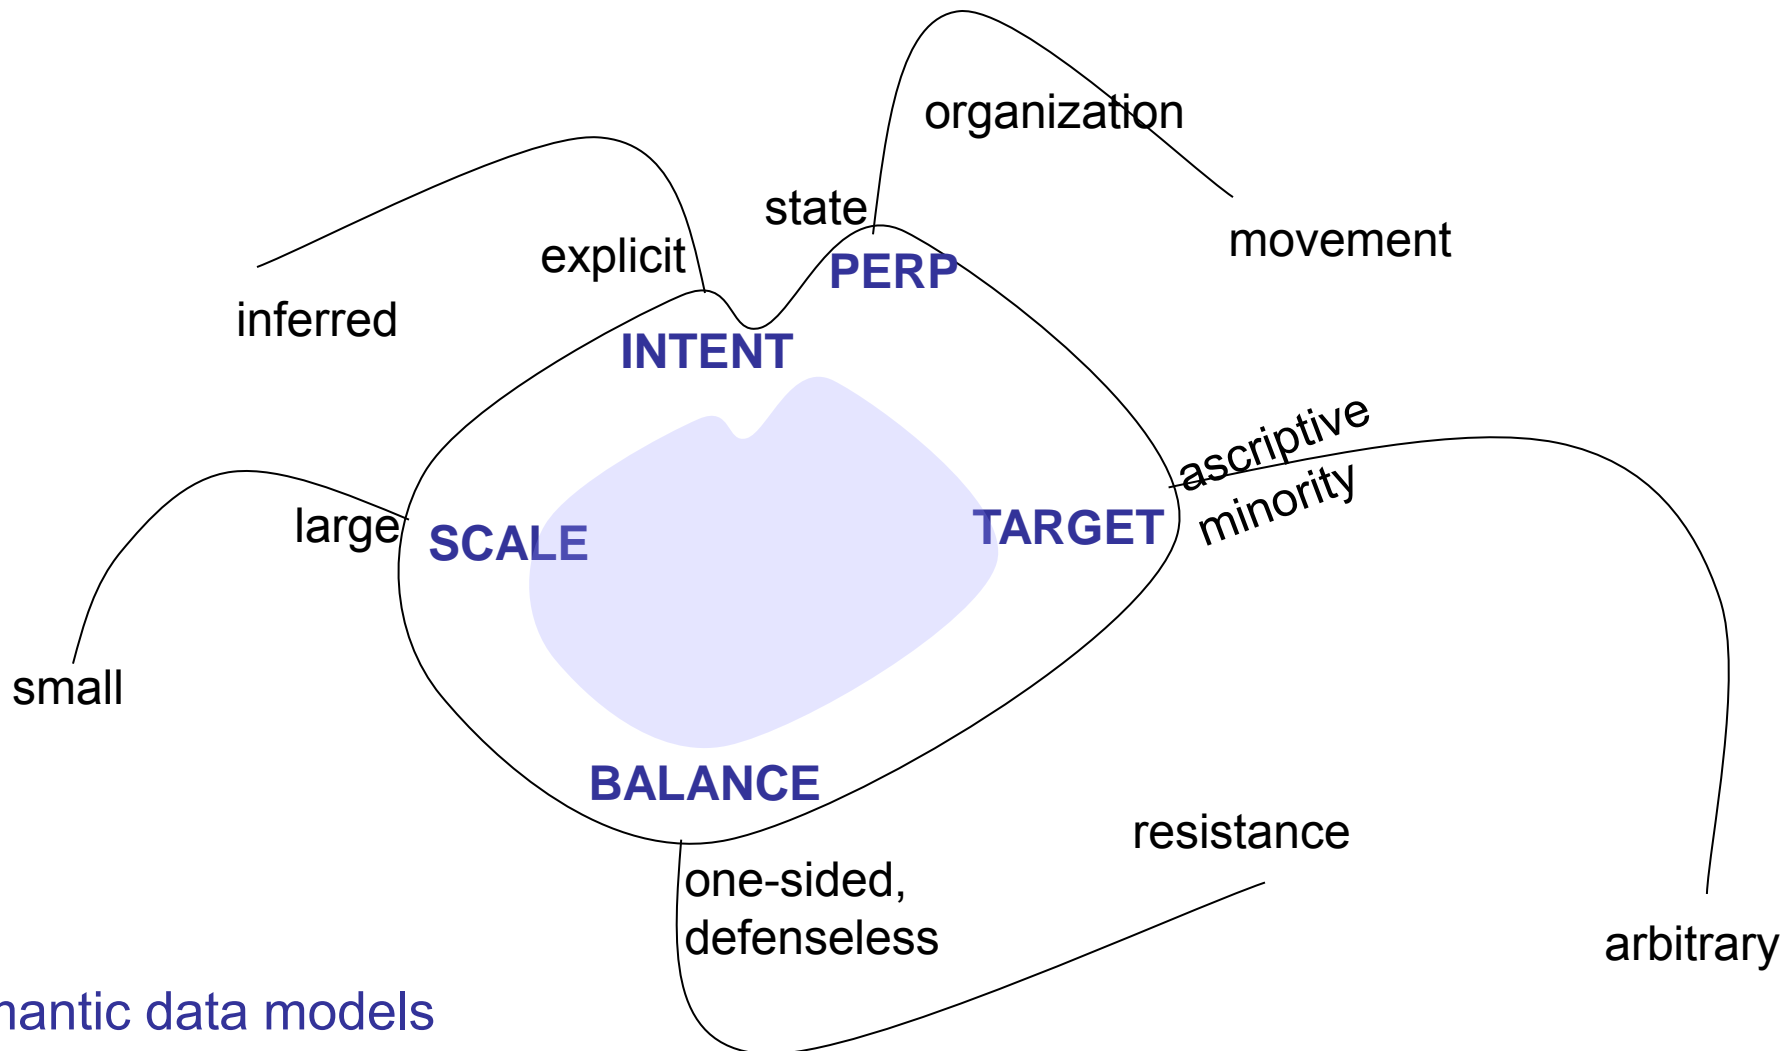 organization
state
movement
explicit
PERP
inferred
INTENT
ascriptive
minority
large
SCALE
TARGET
small
BALANCE
resistance
one-sided,
defenseless
arbitrary
data models